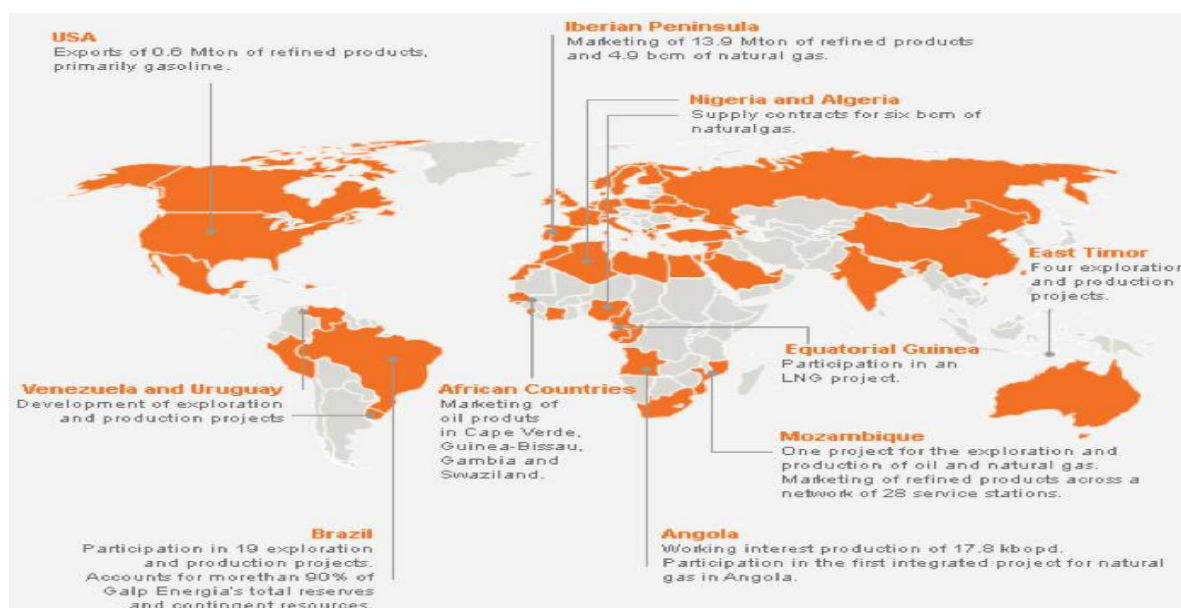 USA
Exports of 0.6 Mton of refined products,
primarily gasoline.
Iberian Peninsula
Marketing of 13.9 Mton of refined products
and 4.9 bcm of natural gas.
Nigeria and Algeria
Supply contracts for six bcm of
naturalgas.
East Timor
Four exploration
and production
projects.
Equatorial Guinea
Participation in an
LNG project.
Venezuela and Uruguay
Development of exploration
and production projects
African Countries
Marketing of
oil produts
in Cape Verde,
Guinea-Bissau,
Gambia and
Swaziland.
Mozambique
One project for the exploration and
production of oil and natural gas.
Marketing of refined products across a
network of 28 service stations.
Brazil
Participation in 19 exploration
and production projects.
Accounts for morethan 90% of
Galp Energia's total reserves
and contingent resources.
Angola
Working interest production of 17.8 kbopd.
Participation in the first integrated project for natural
gas in Angola.